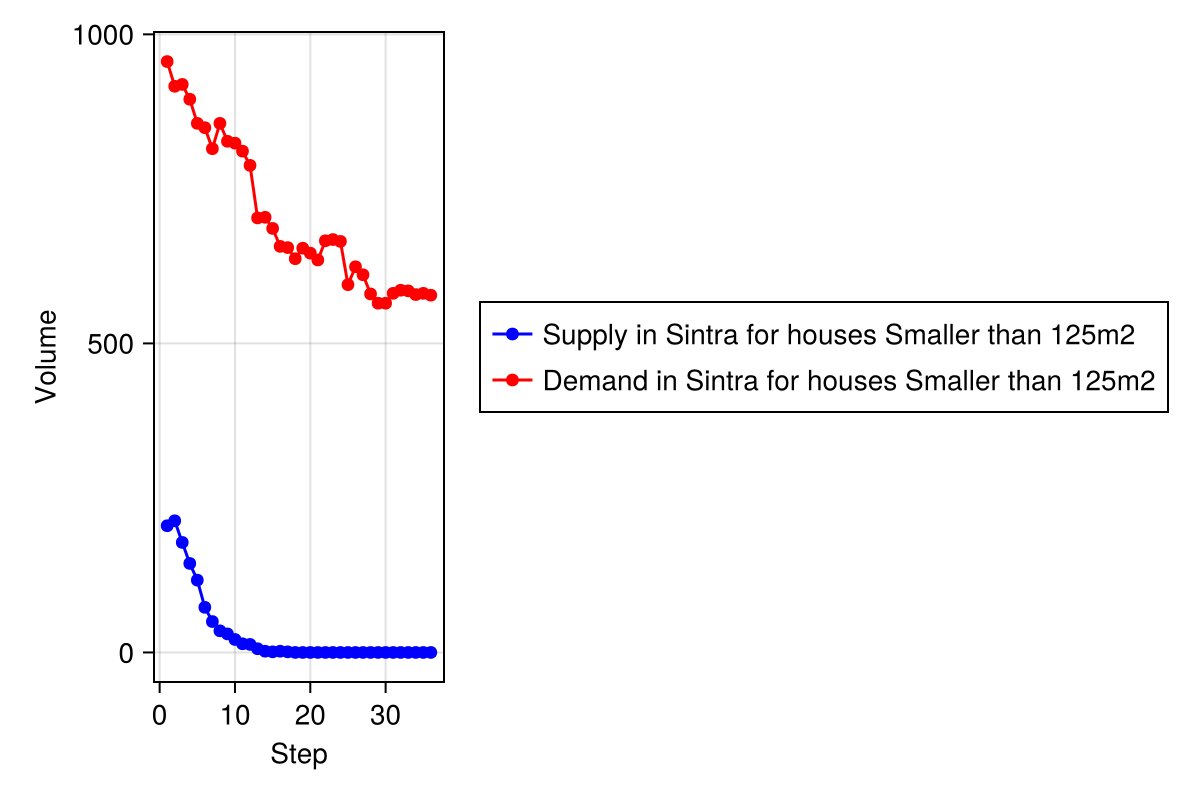 1000
500
0
Volume
0 10 20 30
Step
Supply in Sintra for houses Smaller than 125m2
Demand in Sintra for houses Smaller than 125m2